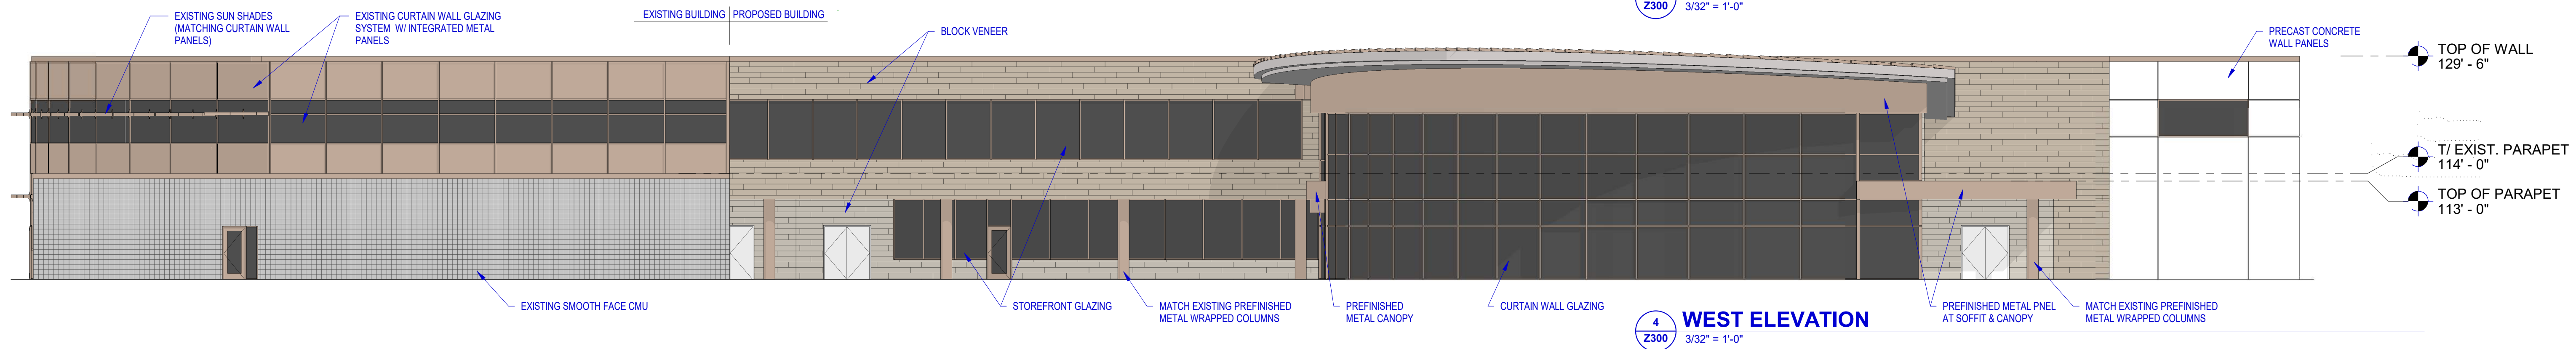 Z300
3/32" = 1'-0"
EXISTING SUN SHADES
(MATCHING CURTAIN WALL
PANELS)
EXISTING CURTAIN WALL GLAZING
SYSTEM W/ INTEGRATED METAL
PANELS
EXISTING BUILDING
PROPOSED BUILDING
BLOCK VENEER
PRECAST CONCRETE
WALL PANELS
TOP OF WALL
129' - 6"
T/ EXIST. PARAPET
114' - 0"
TOP OF PARAPET
113' - 0"
EXISTING SMOOTH FACE CMU
STOREFRONT GLAZING
MATCH EXISTING PREFINISHED
METAL WRAPPED COLUMNS
PREFINISHED
METAL CANOPY
CURTAIN WALL GLAZING
PREFINISHED METAL PNEL
AT SOFFIT & CANOPY
MATCH EXISTING PREFINISHED
METAL WRAPPED COLUMNS
4
WEST ELEVATION
Z300
3/32" = 1'-0"